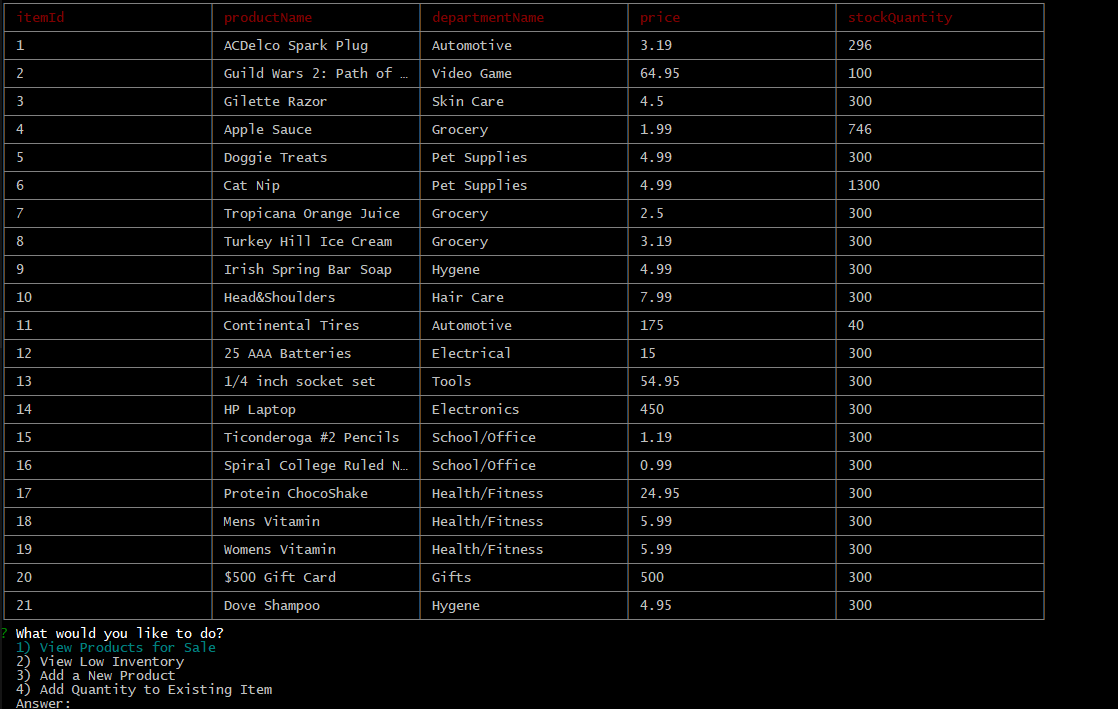 itemId productName departmentName price stockQuantity
1 ACDelco Spark Plug Automotive 3.19 296
2 Guild Wars 2: Path of … Video Game 64.95 100
3 Gilette Razor Skin Care 4.5 300
4 Apple Sauce Grocery 1.99 746
5 Doggie Treats Pet Supplies 4.99 300
6 Cat Nip Pet Supplies 4.99 1300
7 Tropicana Orange Juice Grocery 2.5 300
8 Turkey Hill Ice Cream Grocery 3.19 300
9 Irish Spring Bar Soap Hygene 4.99 300
10 Head&Shoulders Hair Care 7.99 300
11 Continental Tires Automotive 175 40
12 25 AAA Batteries Electrical 15 300
13 1/4 inch socket set Tools 54.95 300
14 HP Laptop Electronics 450 300
15 Ticonderoga #2 Pencils School/Office 1.19 300
16 Spiral College Ruled N… School/Office 0.99 300
17 Protein ChocoShake Health/Fitness 24.95 300
18 Mens Vitamin Health/Fitness 5.99 300
19 Womens Vitamin Health/Fitness 5.99 300
20 $500 Gift Card Gifts 500 300
21 Dove Shampoo Hygene 4.95 300
? What would you like to do?
1) View Products for Sale
2) View Low Inventory
3) Add a New Product
4) Add Quantity to Existing Item
Answer: